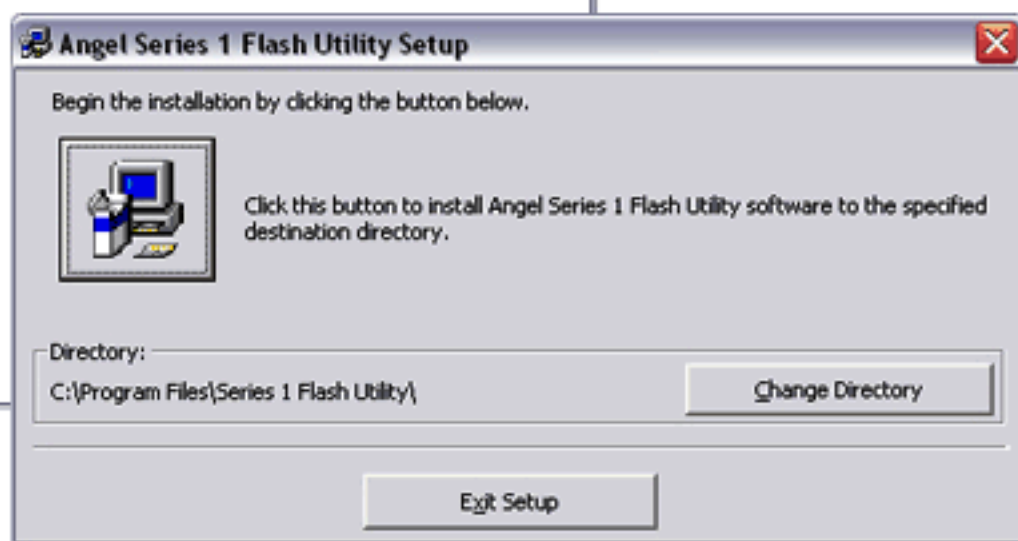 Angel Series 1 Flash Utility Setup
Begin the installation by clicking the button below.
Click this button to install Angel Series 1 Flash Utility software to the specified
destination directory.
Directory:
C:\Program Files\Series 1 Flash Utility\
Change Directory
Exit Setup